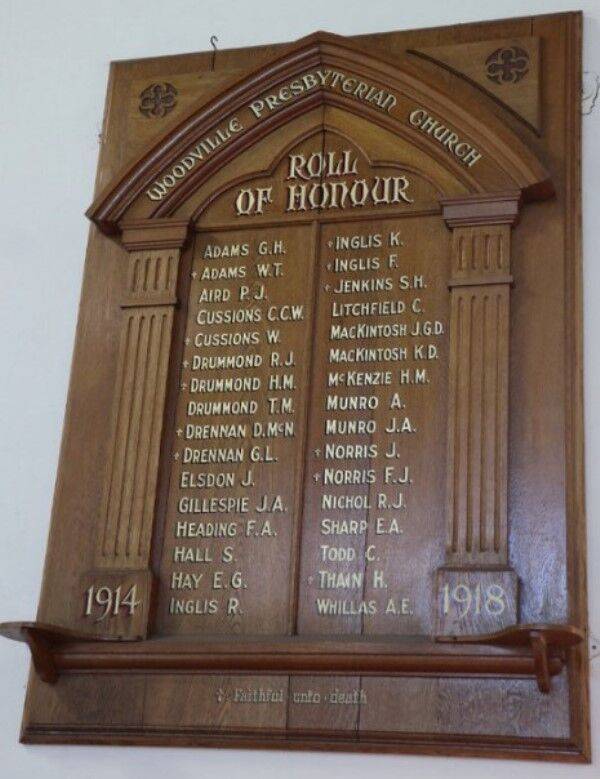 WOODVILLE PRESBYTERIAN CHURCH
ROLL
OF HONOUR
ADAMS G.H.
+ ADAMS W.T.
AIRD P.J.
CUSSIONS C.C.W.
+ CUSSIONS W.
+ DRUMMOND R.J.
+ DRUMMOND H.M.
DRUMMOND T.M.
+ DRENNAN D.McN.
+ DRENNAN G.L.
ELSDON J.
GILLESPIE J.A.
HEADING F.A.
HALL S.
HAY E.G.
INGLIS R.
+ INGLIS K.
+ INGLIS F.
+ JENKINS S.H.
LITCHFIELD C.
MACKINTOSH J.G.D.
MACKINTOSH K.D.
McKENZIE H.M.
MUNRO A.
MUNRO J.A.
+ NORRIS J.
+ NORRIS F.J.
NICHOL R.J.
SHARP E.A.
TODD C.
+ THAIN H.
WHILLAS A.E.
1914
1918
+ Faithful · unto · death